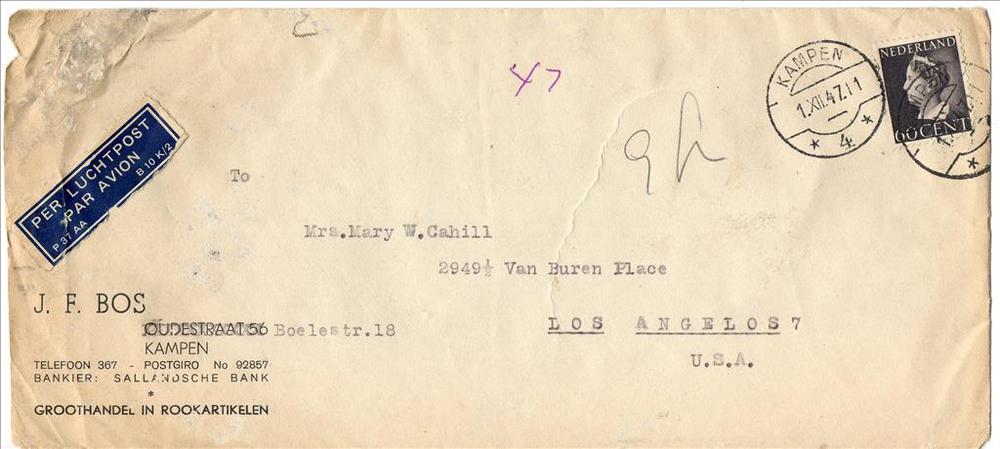 47
KAMPEN
1.XII.47.11
* 4 *
NEDERLAND
60 CENT
PER LUCHTPOST
PAR AVION
P 37 AA B 10 K/2
To
Mrs.Mary W.Cahill
2949½ Van Buren Place
LOS ANGELOS 7
U.S.A.
J. F. BOS
OUDESTRAAT 56 Boelestr.18
KAMPEN
TELEFOON 367 - POSTGIRO No 92857
BANKIER: SALLANDSCHE BANK
*
GROOTHANDEL IN ROOKARTIKELEN